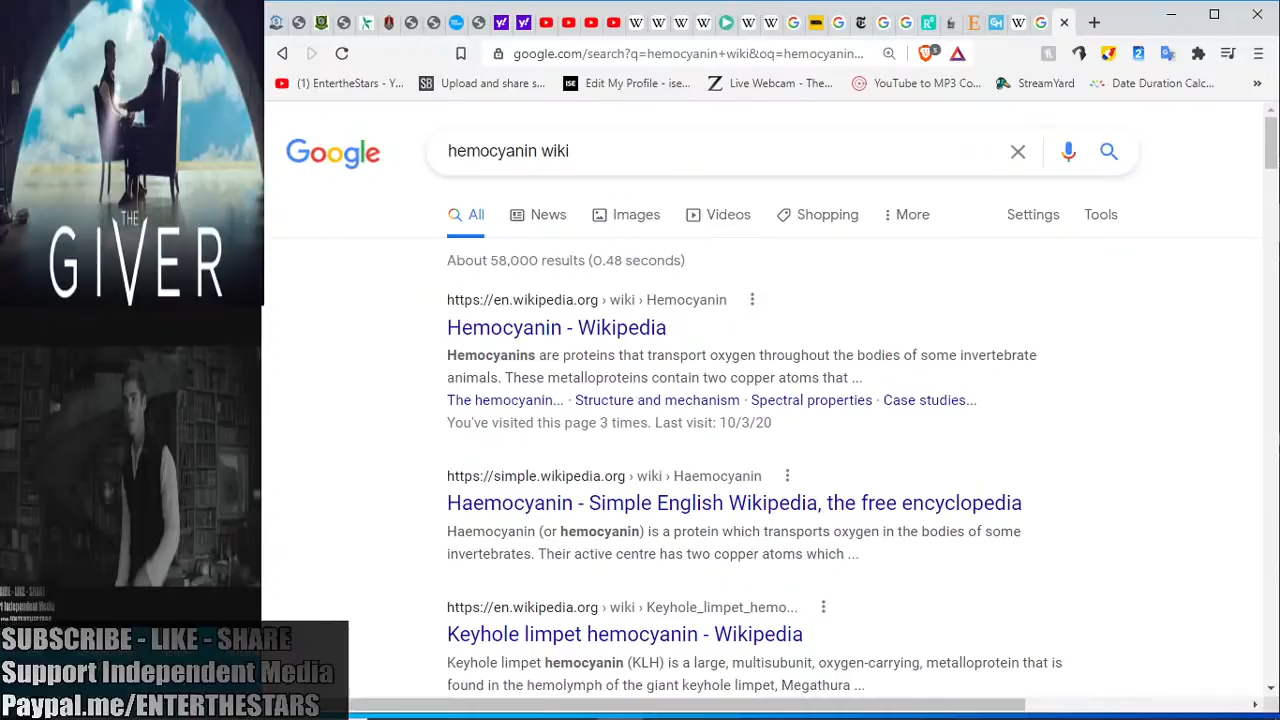 google.com/search?q=hemocyanin+wiki&oq=hemocyanin...
(1) EntertheStars - Y...
Upload and share s...
Edit My Profile - ise...
Live Webcam - The...
YouTube to MP3 Co...
StreamYard
Date Duration Calc...
THE
GIVER
Google
hemocyanin wiki
All
News
Images
Videos
Shopping
More
Settings
Tools
About 58,000 results (0.48 seconds)
https://en.wikipedia.org › wiki › Hemocyanin
Hemocyanin - Wikipedia
Hemocyanins are proteins that transport oxygen throughout the bodies of some invertebrate
animals. These metalloproteins contain two copper atoms that ...
The hemocyanin... · Structure and mechanism · Spectral properties · Case studies...
You've visited this page 3 times. Last visit: 10/3/20
https://simple.wikipedia.org › wiki › Haemocyanin
Haemocyanin - Simple English Wikipedia, the free encyclopedia
Haemocyanin (or hemocyanin) is a protein which transports oxygen in the bodies of some
invertebrates. Their active centre has two copper atoms which ...
https://en.wikipedia.org › wiki › Keyhole_limpet_hemo...
Keyhole limpet hemocyanin - Wikipedia
Keyhole limpet hemocyanin (KLH) is a large, multisubunit, oxygen-carrying, metalloprotein that is
found in the hemolymph of the giant keyhole limpet, Megathura ...
SUBSCRIBE - LIKE - SHARE
Support Independent Media
Paypal.me/ENTERTHESTARS